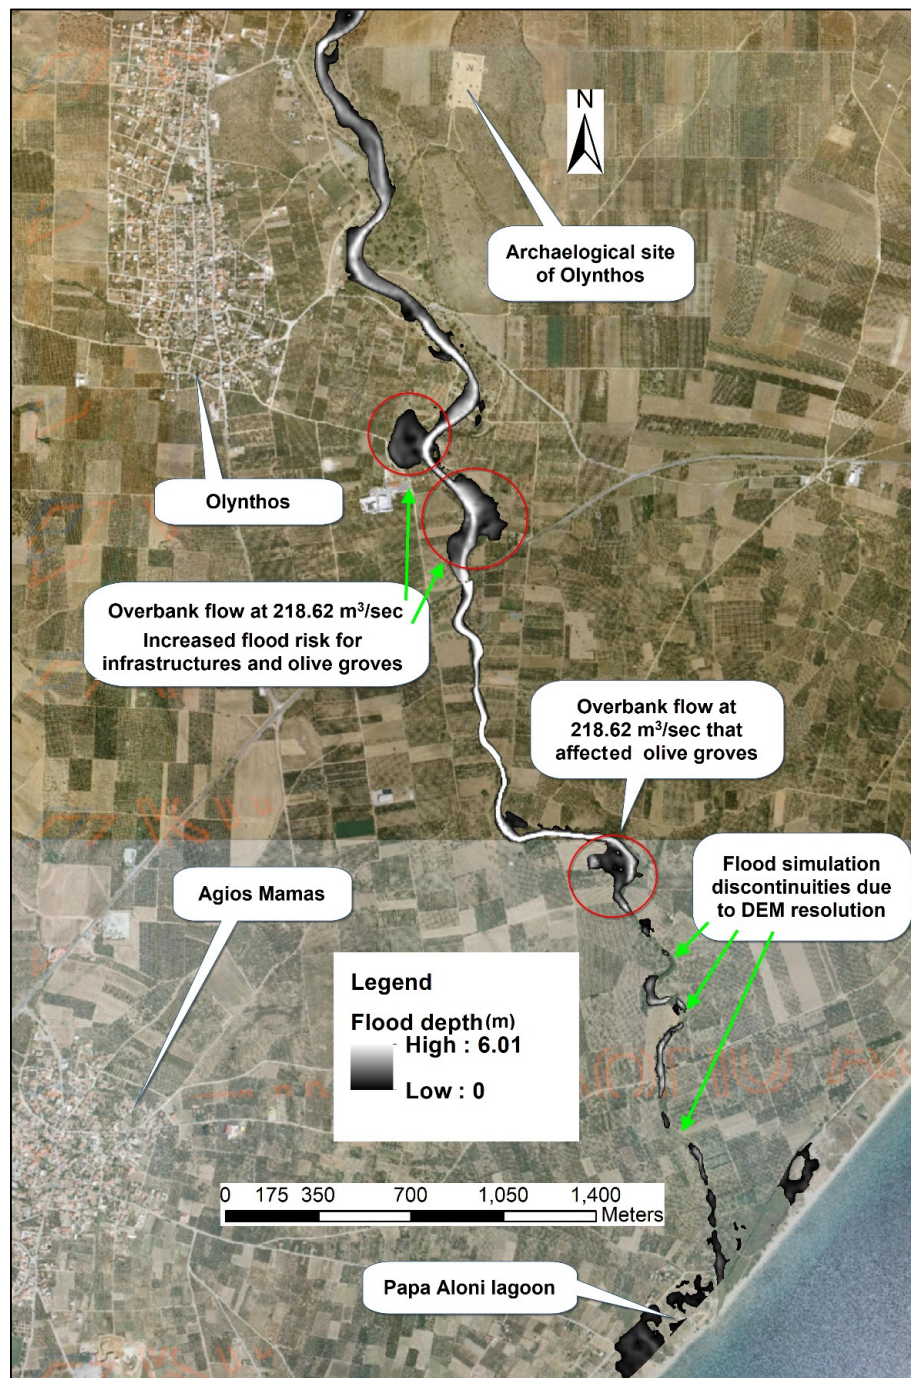 N
Archaelogical site
of Olynthos
Olynthos
Overbank flow at 218.62 m³/sec
Increased flood risk for
infrastructures and olive groves
Overbank flow at
218.62 m³/sec that
affected olive groves
Flood simulation
discontinuities due
to DEM resolution
Agios Mamas
Legend
Flood depth(m)
High : 6.01
Low : 0
0 175 350 700 1,050 1,400
Meters
Papa Aloni lagoon